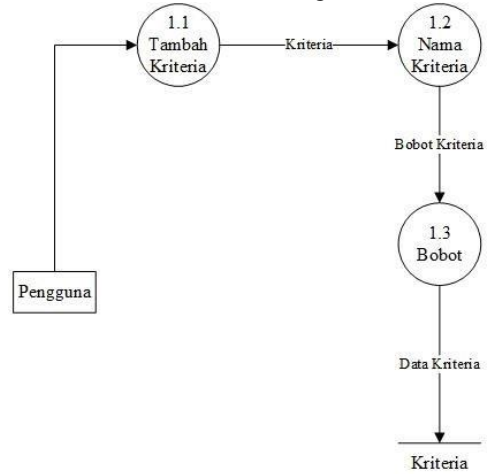 1.1
Tambah
Kriteria
Kriteria
1.2
Nama
Kriteria
Bobot Kriteria
1.3
Bobot
Pengguna
Data Kriteria
Kriteria